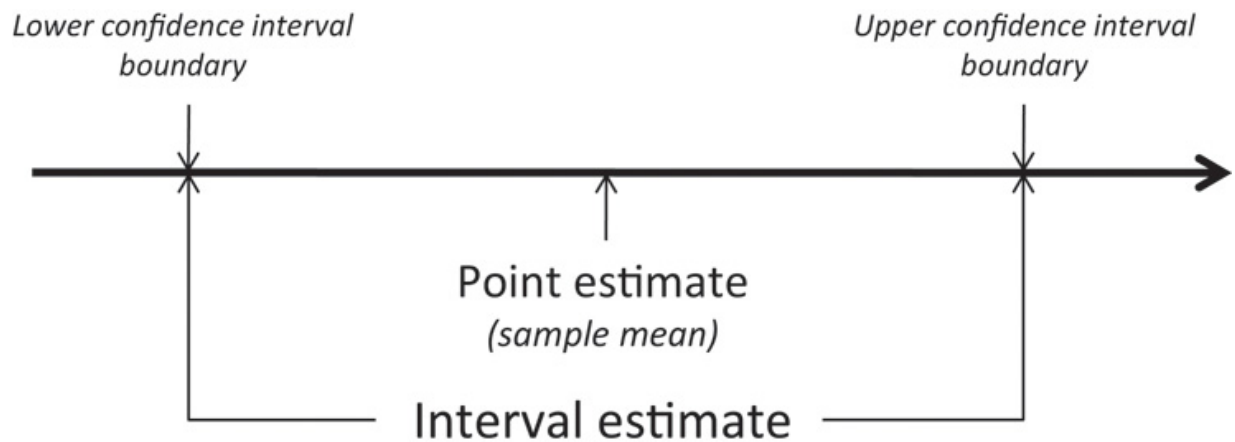 Lower confidence interval
boundary
Upper confidence interval
boundary
Point estimate
(sample mean)
Interval estimate